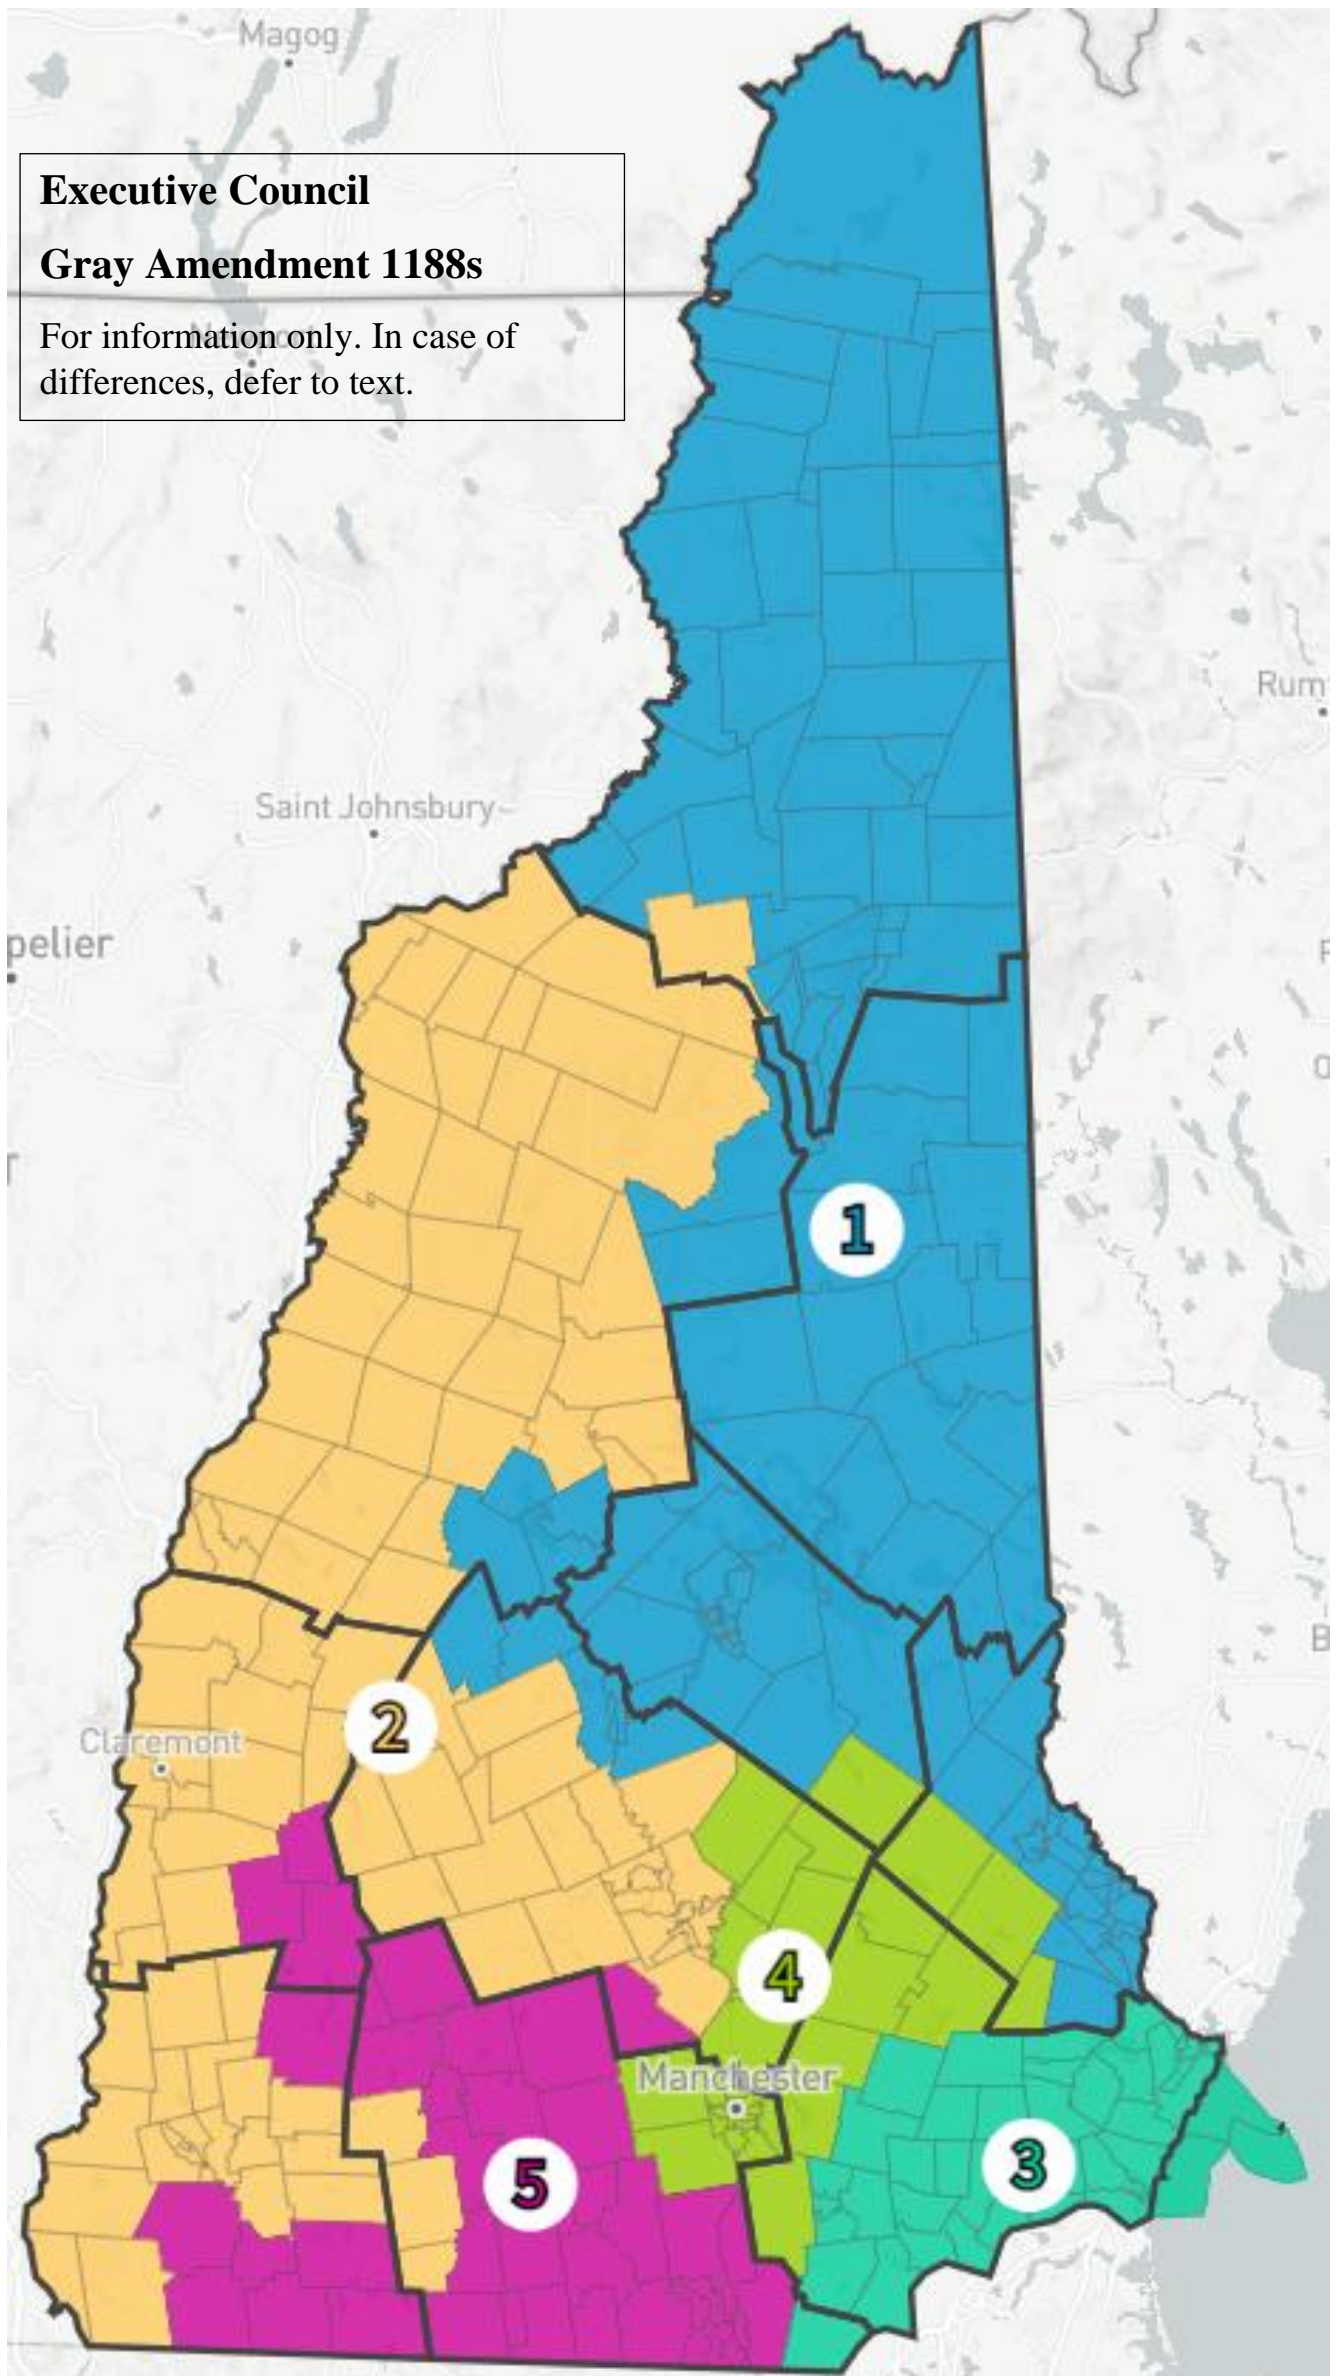 Magog
Executive Council
Gray Amendment 1188s
For information only. In case of
differences, defer to text.
Rum
Saint Johnsbury
pelier
1
2
Claremont
4
Manchester
3
5